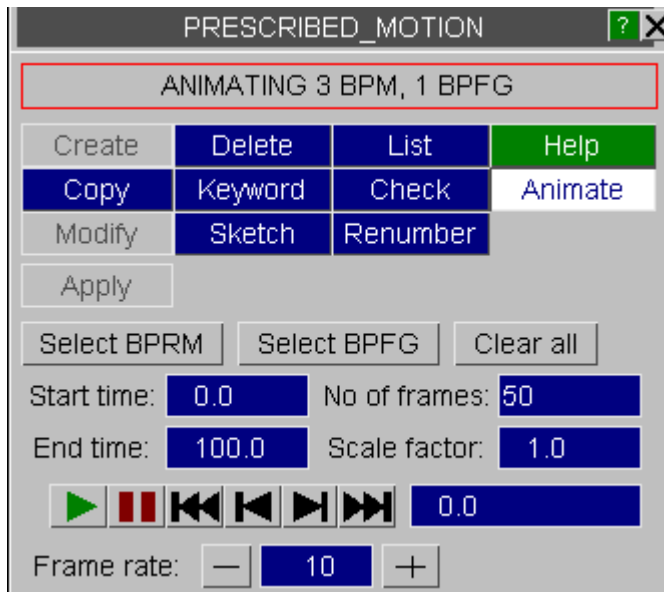 PRESCRIBED_MOTION ? X
ANIMATING 3 BPM, 1 BPFG
Create Delete List Help
Copy Keyword Check Animate
Modify Sketch Renumber
Apply
Select BPRM Select BPFG Clear all
Start time: 0.0 No of frames: 50
End time: 100.0 Scale factor: 1.0
0.0
Frame rate: — 10 +